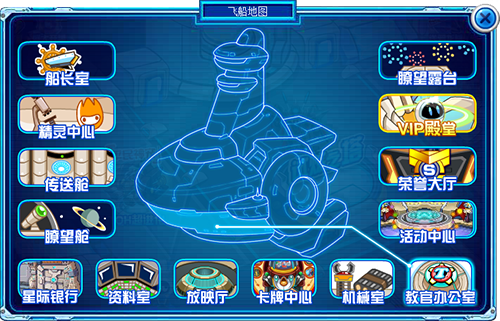 飞船地图
船长室
瞭望露台
精灵中心
VIP殿堂
传送舱
荣誉大厅
S
瞭望舱
活动中心
星际银行
资料室
放映厅
卡牌中心
机械室
教官办公室